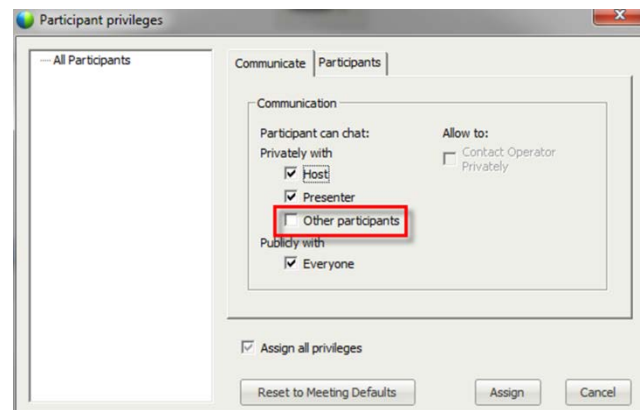 Participant privileges
All Participants
Communicate
Participants
Communication
Participant can chat:
Allow to:
Privately with
Contact Operator
Privately
Host
Presenter
Other participants
Publicly with
Everyone
Assign all privileges
Reset to Meeting Defaults
Assign
Cancel